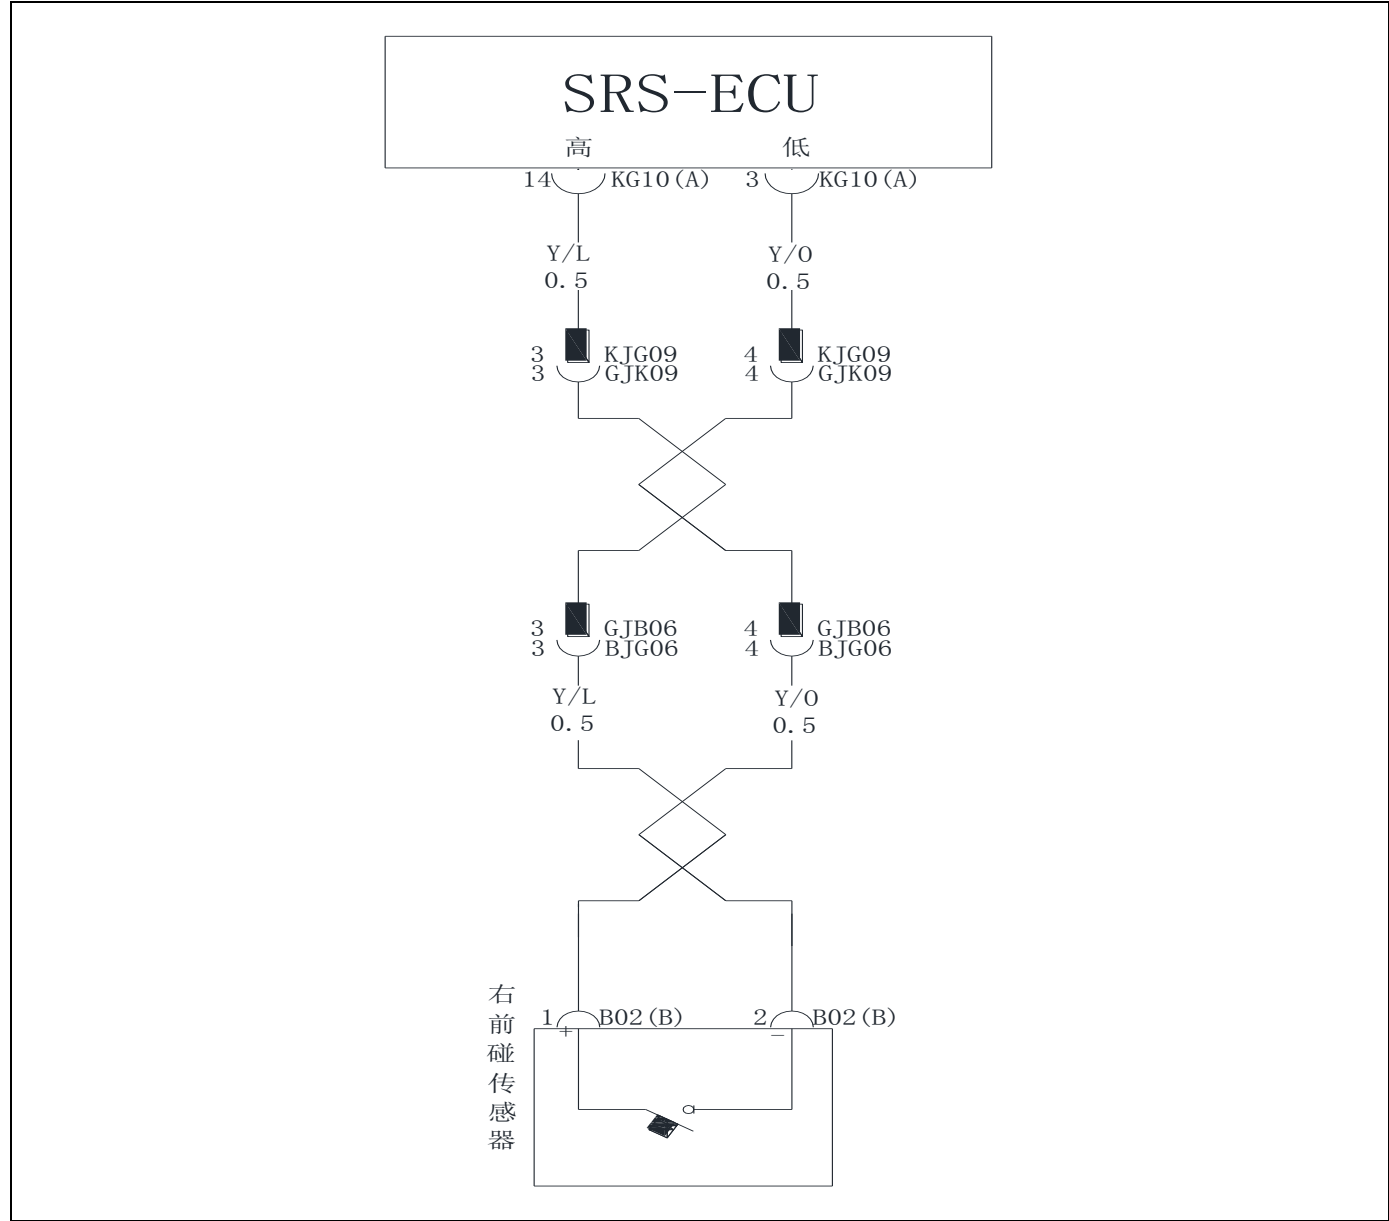 SRS-ECU
高 低
14 KG10(A) 3 KG10(A)
Y/L Y/O
0.5 0.5
3 KJG09 4 KJG09
3 GJK09 4 GJK09
3 GJB06 4 GJB06
3 BJG06 4 BJG06
Y/L Y/O
0.5 0.5
右前碰传感器
1 B02(B) 2 B02(B)
+ −